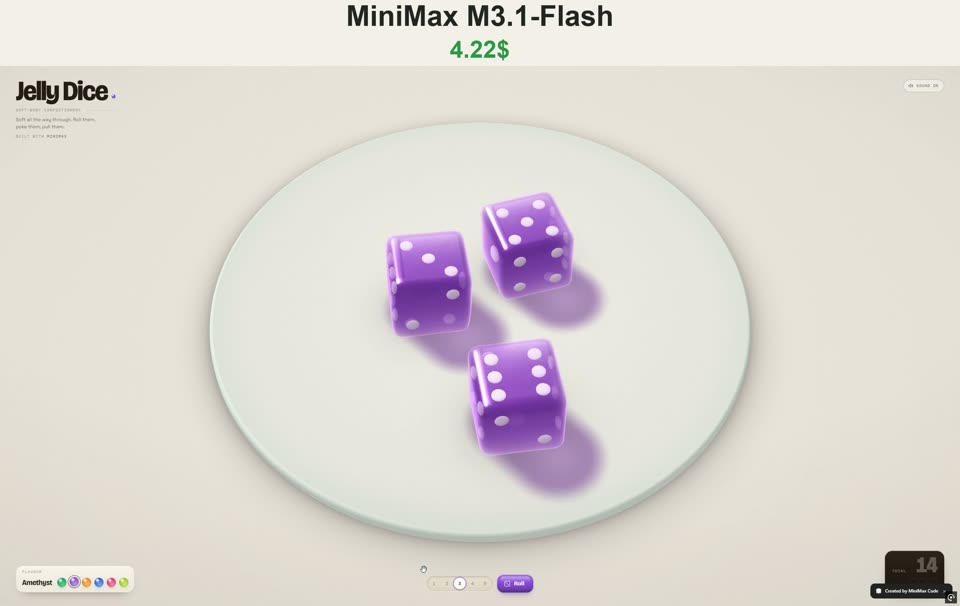 MiniMax M3.1-Flash
4.22$
Jelly Dice
SOUND ON
SOFT-BODY CONFECTIONERY
Soft all the way through. Roll them,
poke them, pull them.
BUILT WITH MINIMAX
FLAVOUR
Amethyst
1 2 3 4 5
Roll
TOTAL 14
Created by MiniMax Code